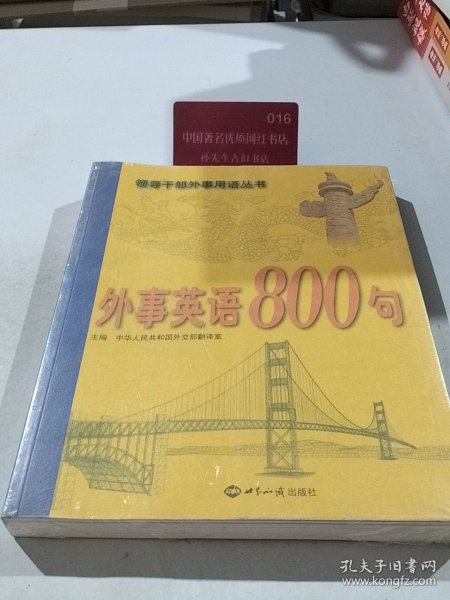 016
中国著名优质网红书店
孙先生古旧书店
领导干部外事用语丛书
外事英语800句
主编 中华人民共和国外交部翻译室
世界知识出版社
孔夫子旧书网
www.kongfz.com